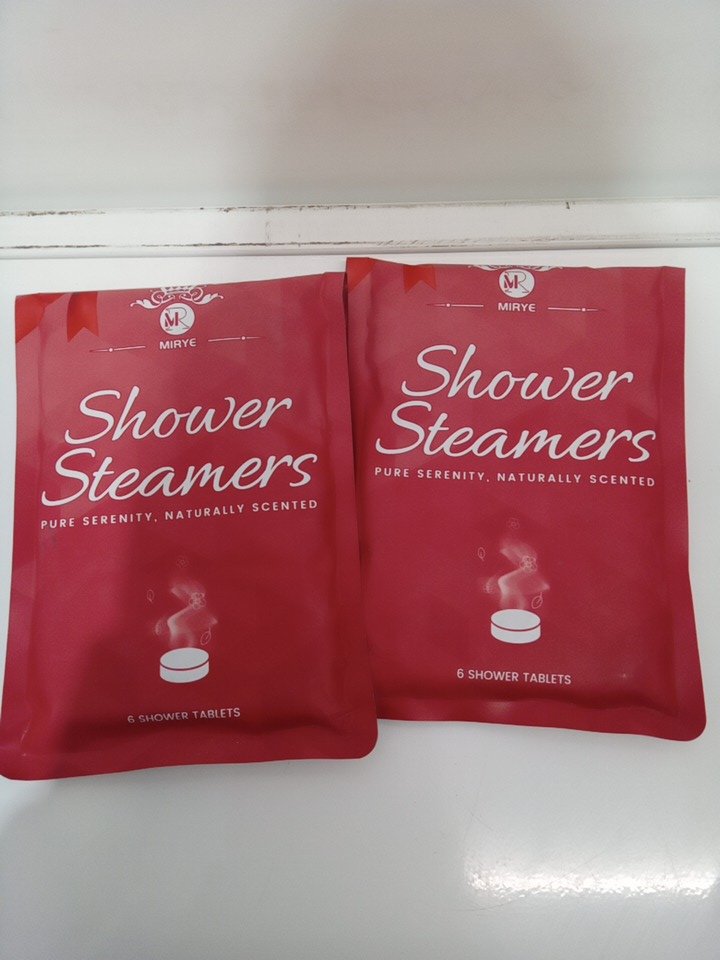 MR
MIRYE
Shower
Steamers
PURE SERENITY, NATURALLY SCENTED
6 SHOWER TABLETS
MR
MIRYE
Shower
Steamers
PURE SERENITY, NATURALLY SCENTED
6 SHOWER TABLETS